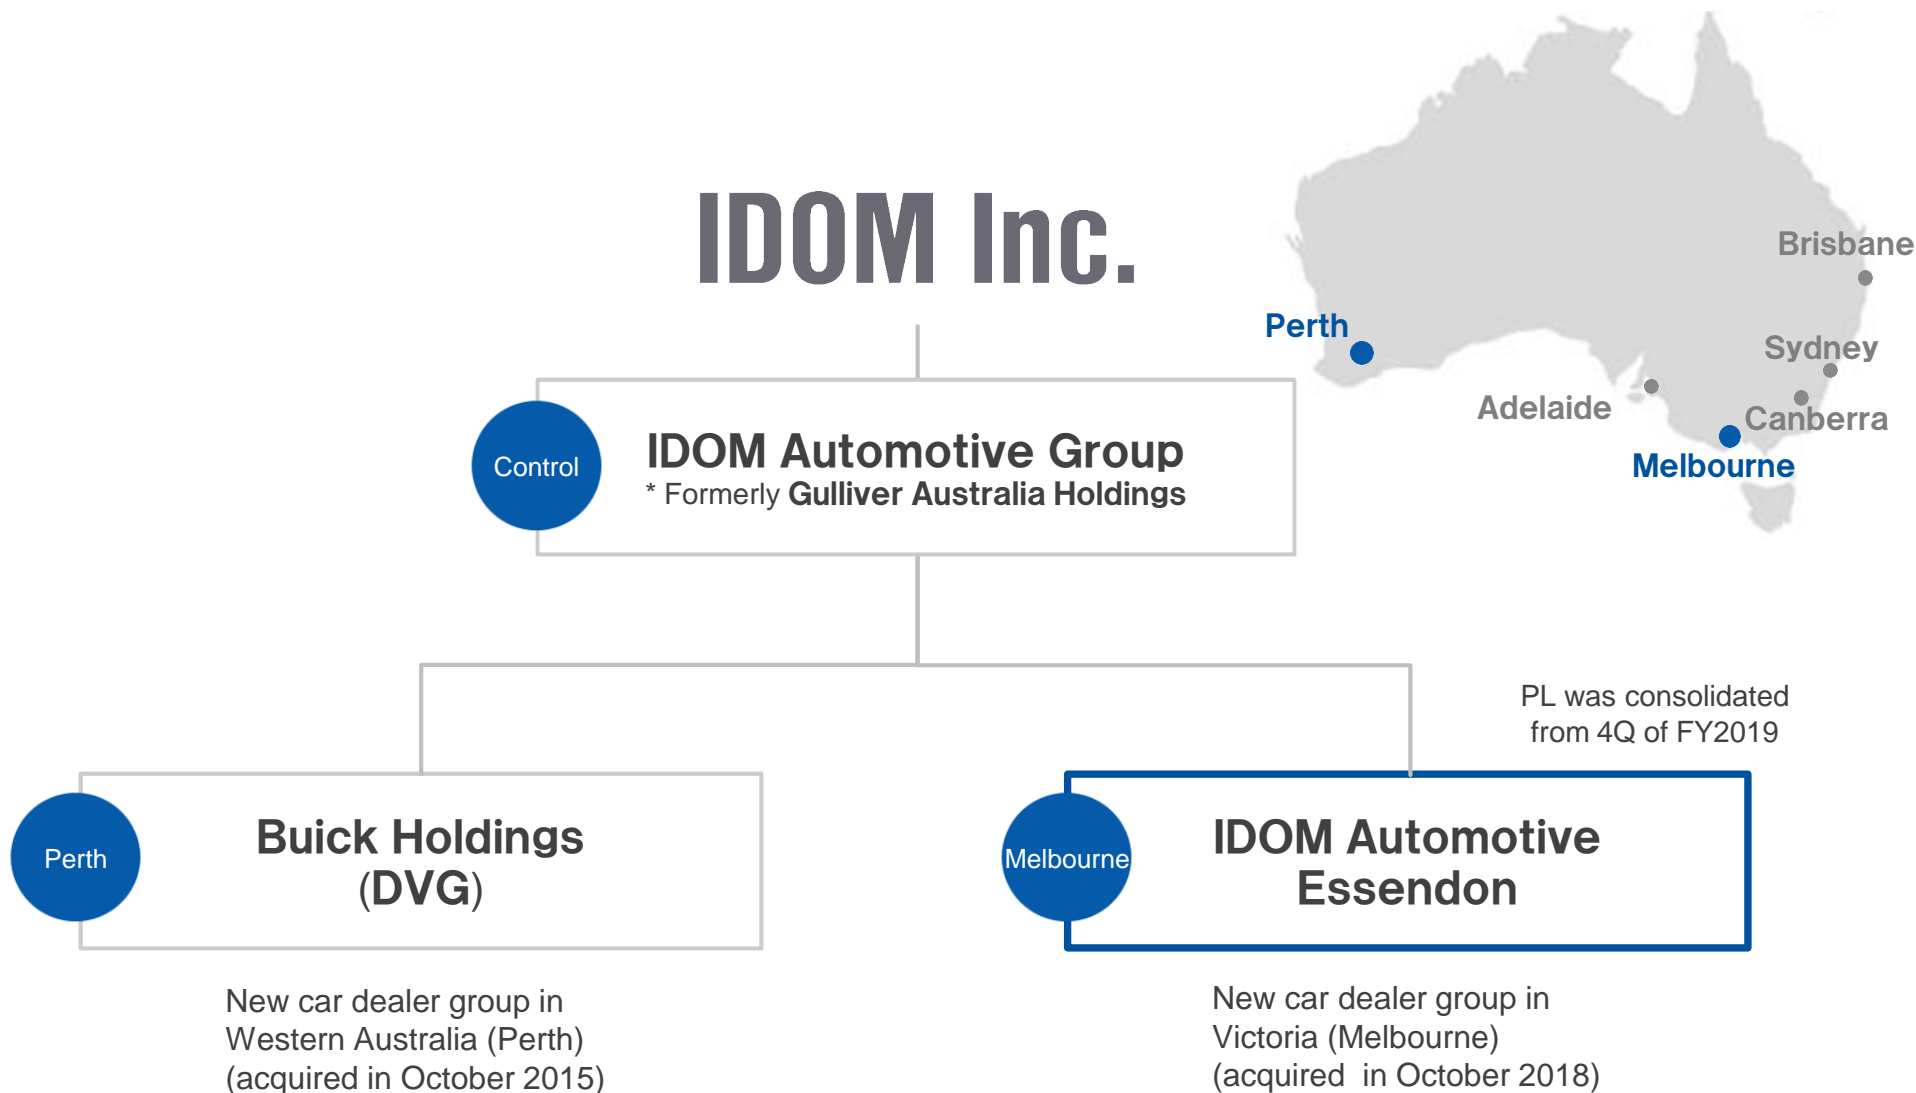 IDOM Inc.
Brisbane
Perth
Sydney
Adelaide
Canberra
Melbourne
Control
IDOM Automotive Group
* Formerly Gulliver Australia Holdings
PL was consolidated
from 4Q of FY2019
Perth
Buick Holdings
(DVG)
Melbourne
IDOM Automotive
Essendon
New car dealer group in
Western Australia (Perth)
(acquired in October 2015)
New car dealer group in
Victoria (Melbourne)
(acquired in October 2018)